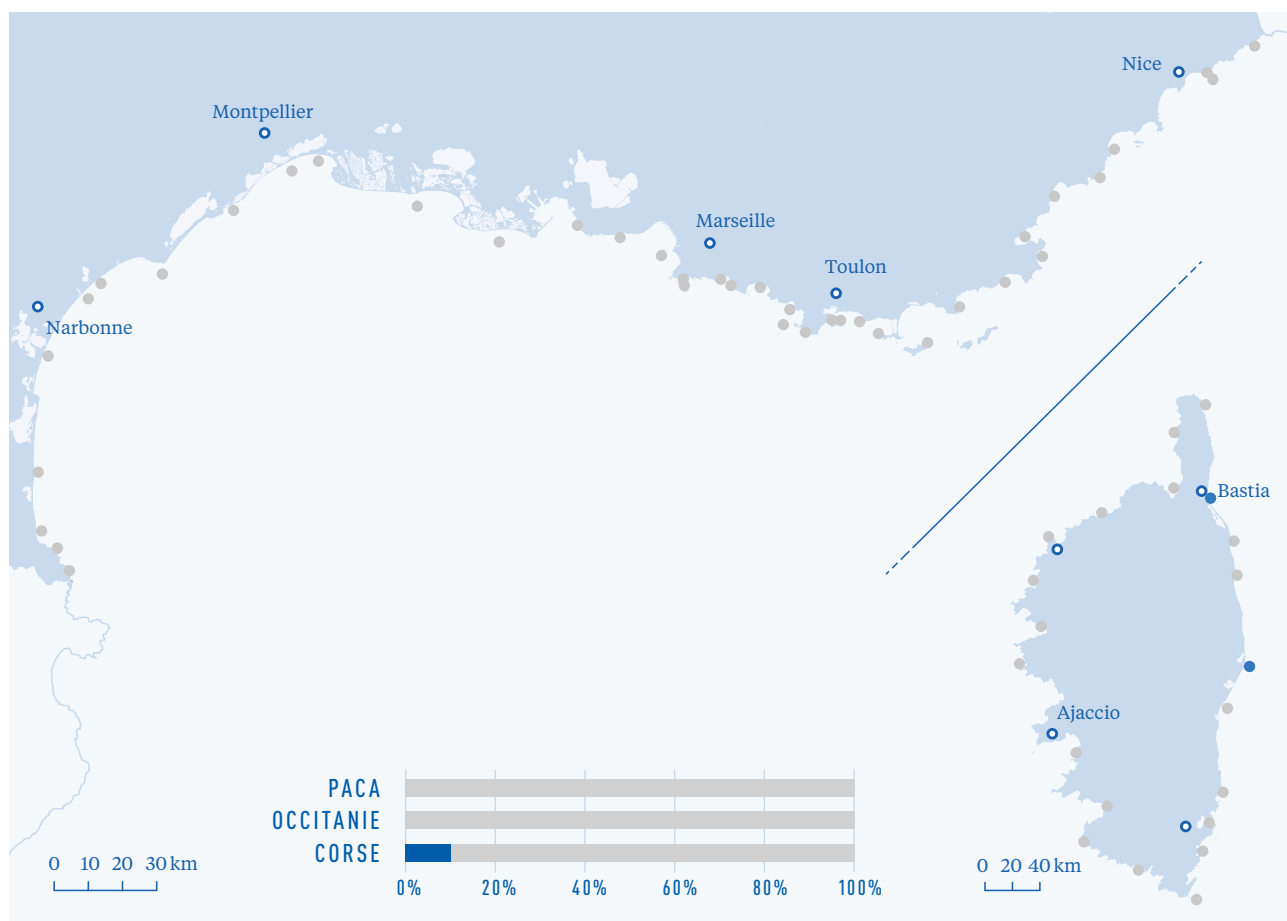 Nice
Montpellier
Marseille
Toulon
Narbonne
Bastia
Ajaccio
PACA
OCCITANIE
CORSE
0% 20% 40% 60% 80% 100%
0 10 20 30 km
0 20 40 km